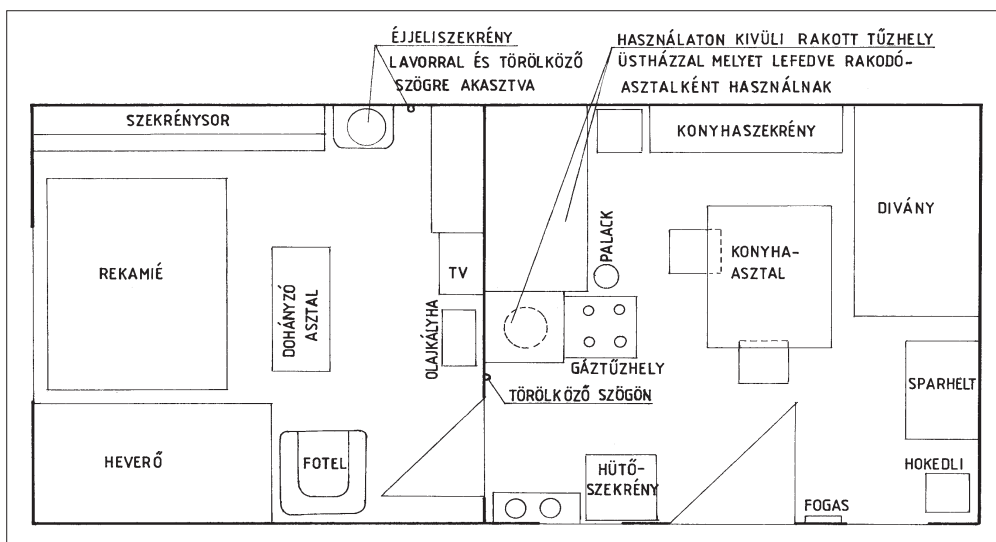 ÉJJELISZEKRÉNY
LAVORRAL ÉS TÖRÖLKÖZŐ
SZÖGRE AKASZTVA
HASZNÁLATON KIVÜLI RAKOTT TŰZHELY
ÜSTHÁZZAL MELYET LEFEDVE RAKODÓ-
ASZTALKÉNT HASZNÁLNAK
SZEKRÉNYSOR
KONYHASZEKRÉNY
DIVÁNY
REKAMIÉ
DOHÁNYZÓ
ASZTAL
TV
OLAJKÁLYHA
PALACK
KONYHA-
ASZTAL
GÁZTŰZHELY
TÖRÖLKÖZŐ SZÖGÖN
SPARHELT
HEVERŐ
FOTEL
HÜTŐ-
SZEKRÉNY
HOKEDLI
FOGAS